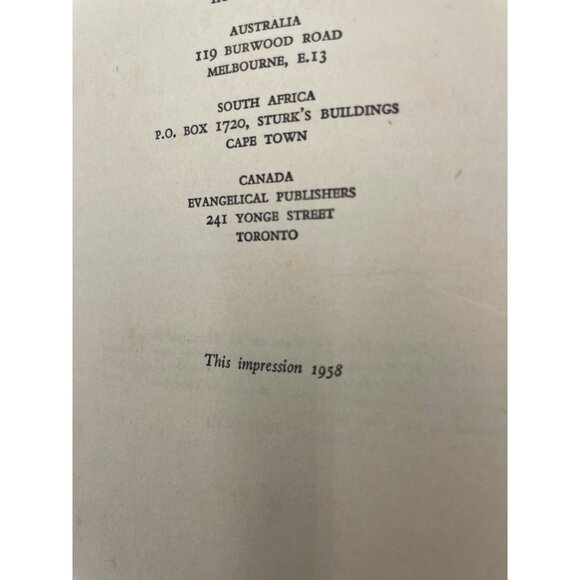 AUSTRALIA
119 BURWOOD ROAD
MELBOURNE, E.13
SOUTH AFRICA
P.O. BOX 1720, STURK'S BUILDINGS
CAPE TOWN
CANADA
EVANGELICAL PUBLISHERS
241 YONGE STREET
TORONTO
This impression 1958